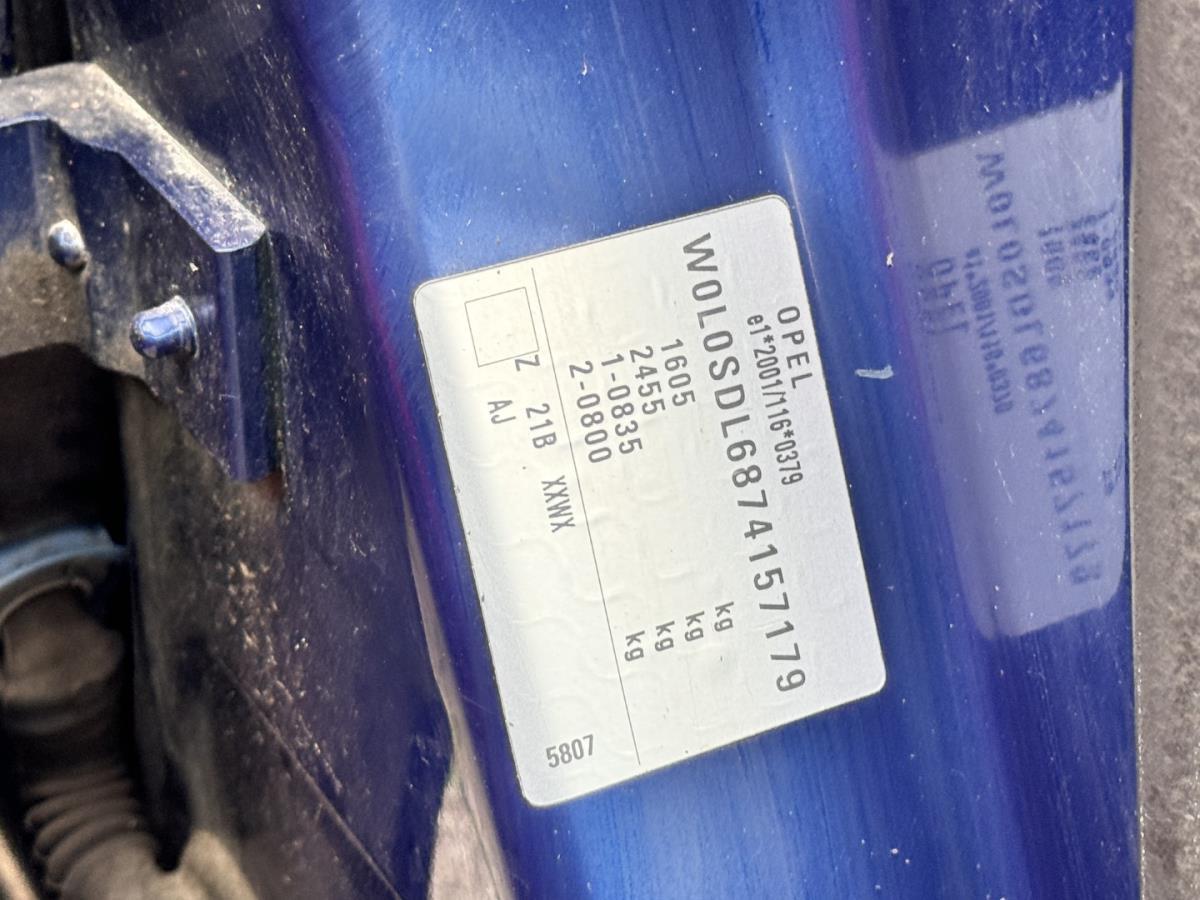 OPEL
e1*2001/116*0379
W0L0SDL6874157179
1605 kg
2455 kg
1-0835 kg
2-0800 kg
Z 21B XXWX
AJ
5807